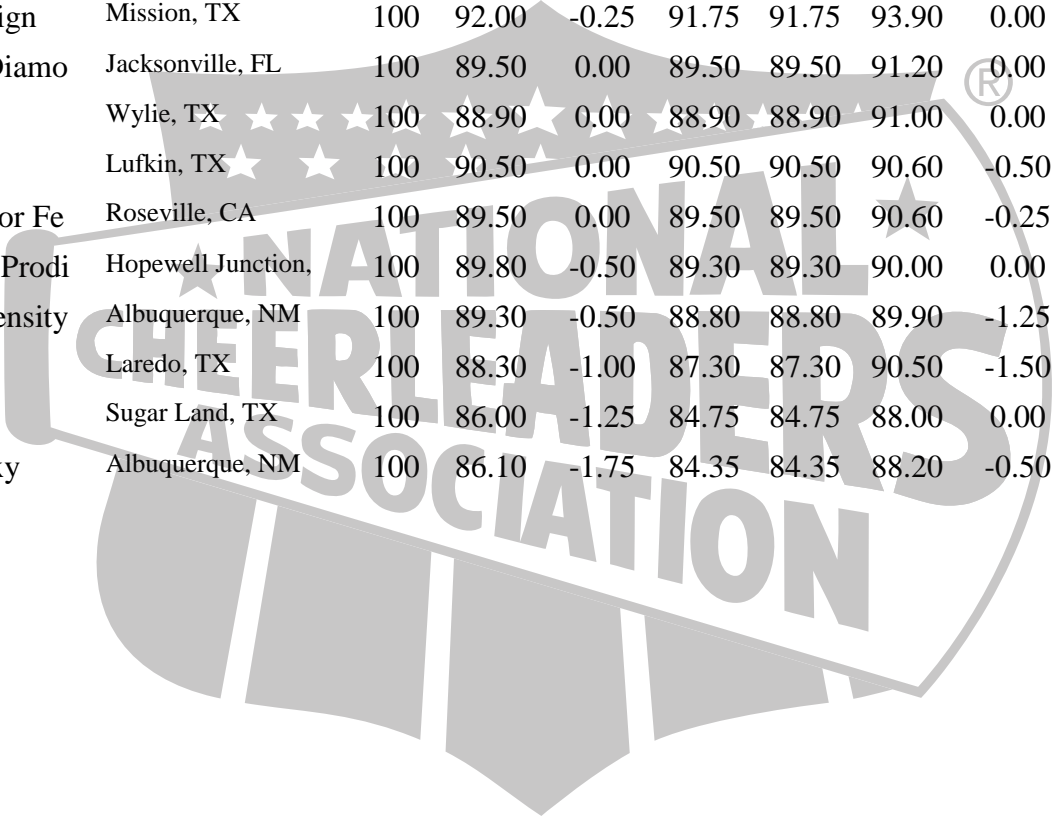 ign Mission, TX 100 92.00 -0.25 91.75 91.75 93.90 0.00
Diamo Jacksonville, FL 100 89.50 0.00 89.50 89.50 91.20 0.00
Wylie, TX 100 88.90 0.00 88.90 88.90 91.00 0.00
Lufkin, TX 100 90.50 0.00 90.50 90.50 90.60 -0.50
or Fe Roseville, CA 100 89.50 0.00 89.50 89.50 90.60 -0.25
Prodi Hopewell Junction, 100 89.80 -0.50 89.30 89.30 90.00 0.00
ensity Albuquerque, NM 100 89.30 -0.50 88.80 88.80 89.90 -1.25
Laredo, TX 100 88.30 -1.00 87.30 87.30 90.50 -1.50
Sugar Land, TX 100 86.00 -1.25 84.75 84.75 88.00 0.00
ky Albuquerque, NM 100 86.10 -1.75 84.35 84.35 88.20 -0.50
NATIONAL
CHEERLEADERS
ASSOCIATION
®